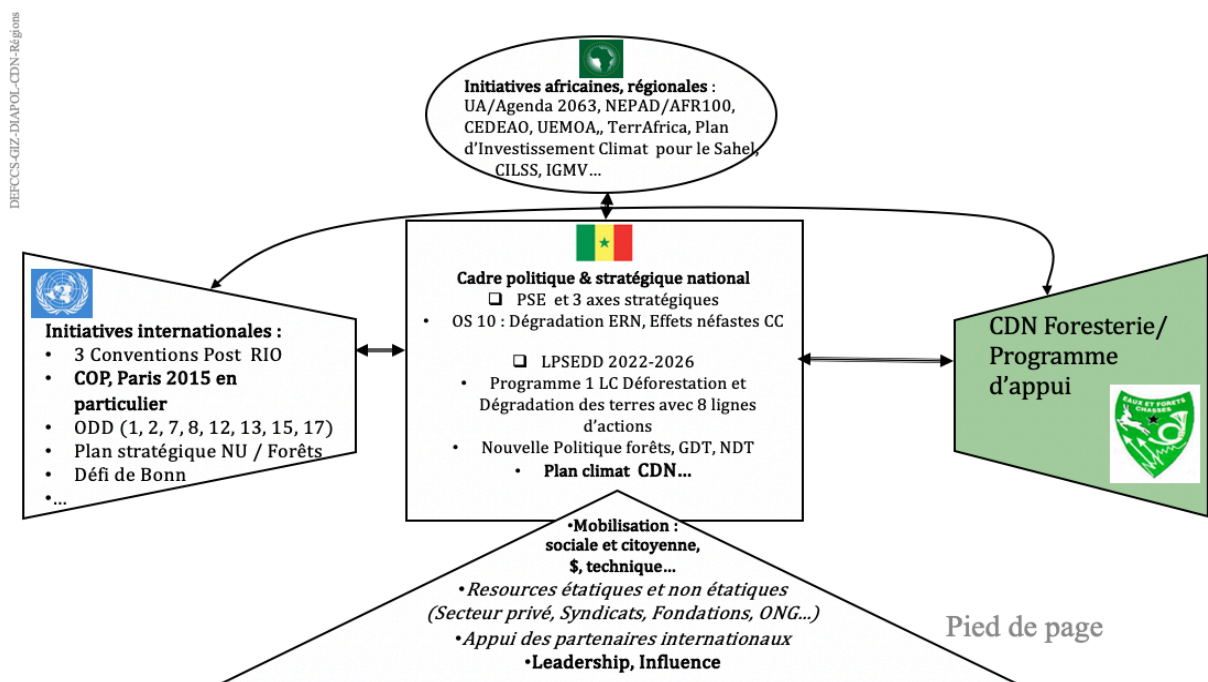 DEFCCS-GIZ-DIAPOL-CDN-Régions
Initiatives africaines, régionales :
UA/Agenda 2063, NEPAD/AFR100,
CEDEAO, UEMOA,, TerrAfrica, Plan
d’Investissement Climat pour le Sahel,
CILSS, IGMV…
Initiatives internationales :
• 3 Conventions Post RIO
• COP, Paris 2015 en
particulier
• ODD (1, 2, 7, 8, 12, 13, 15, 17)
• Plan stratégique NU / Forêts
• Défi de Bonn
•…
Cadre politique & stratégique national
❑ PSE et 3 axes stratégiques
• OS 10 : Dégradation ERN, Effets néfastes CC
❑ LPSEDD 2022-2026
• Programme 1 LC Déforestation et
Dégradation des terres avec 8 lignes
d’actions
• Nouvelle Politique forêts, GDT, NDT
• Plan climat CDN…
CDN Foresterie/
Programme
d’appui
EAUX ET FORETS
CHASSES
•Mobilisation :
sociale et citoyenne,
$, technique…
•Resources étatiques et non étatiques
(Secteur privé, Syndicats, Fondations, ONG…)
•Appui des partenaires internationaux
•Leadership, Influence
Pied de page